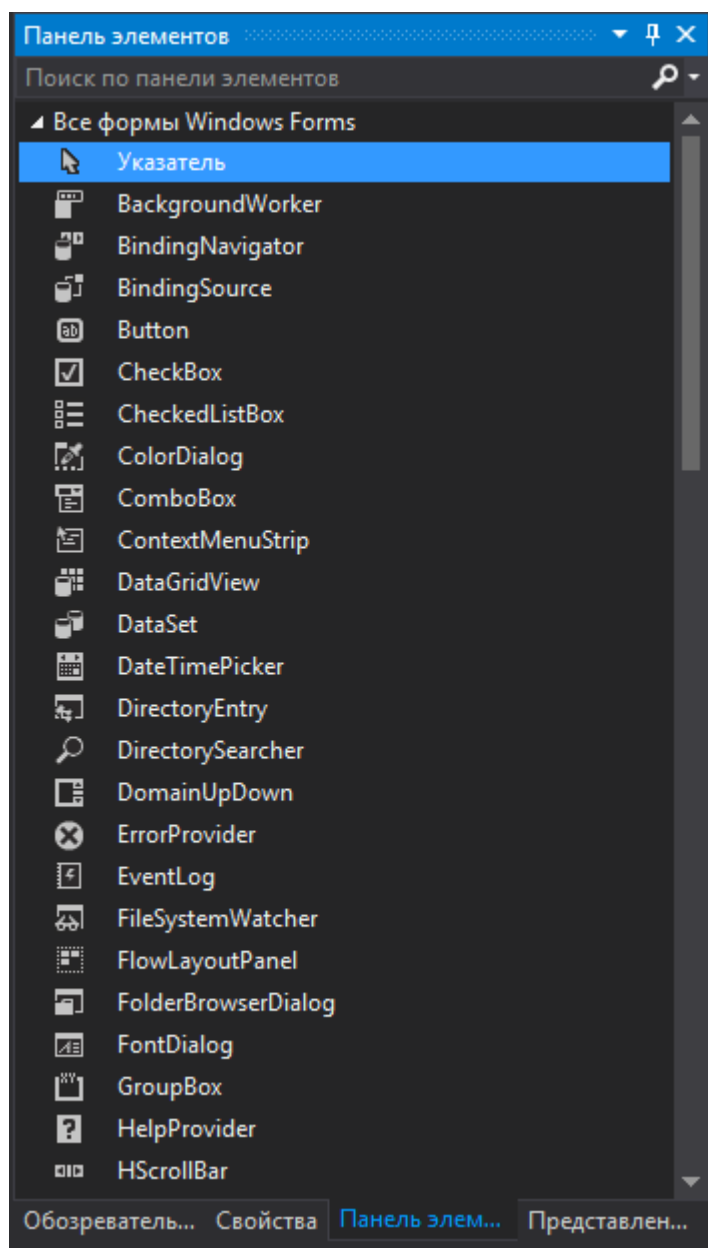 Панель элементов
Поиск по панели элементов
Все формы Windows Forms
Указатель
BackgroundWorker
BindingNavigator
BindingSource
Button
CheckBox
CheckedListBox
ColorDialog
ComboBox
ContextMenuStrip
DataGridView
DataSet
DateTimePicker
DirectoryEntry
DirectorySearcher
DomainUpDown
ErrorProvider
EventLog
FileSystemWatcher
FlowLayoutPanel
FolderBrowserDialog
FontDialog
GroupBox
HelpProvider
HScrollBar
Обозреватель... Свойства Панель элем... Представлен...